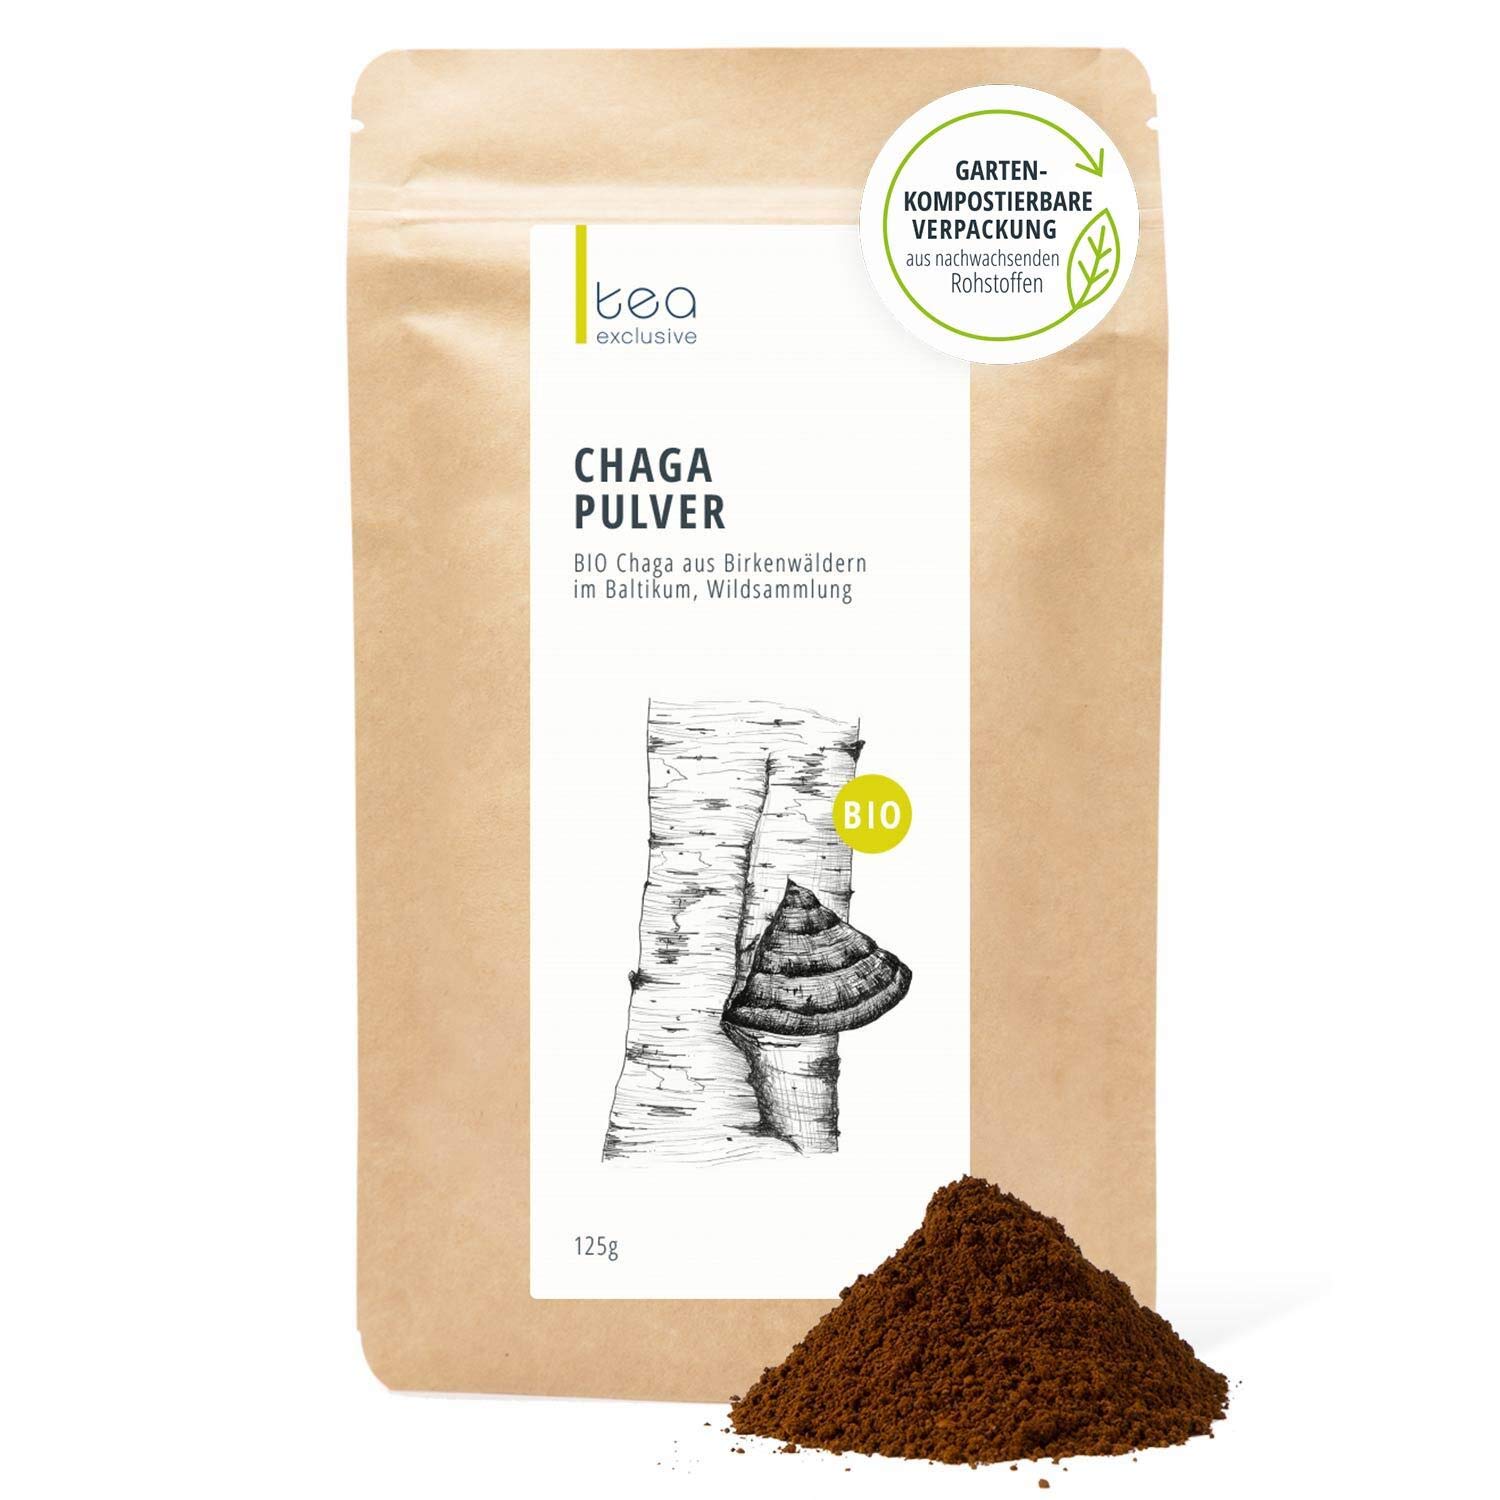 GARTEN-
KOMPOSTIERBARE
VERPACKUNG
aus nachwachsenden
Rohstoffen
tea
exclusive
CHAGA
PULVER
BIO Chaga aus Birkenwäldern
im Baltikum, Wildsammlung
BIO
125g